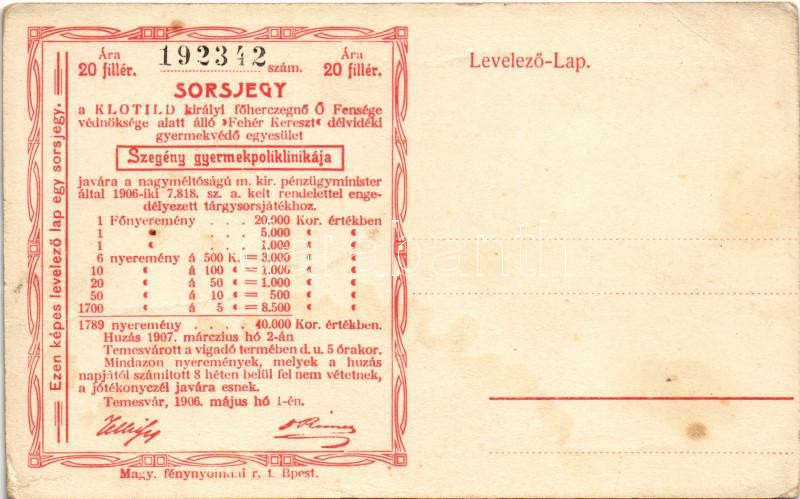 Ezen képes levelező lap egy sorsjegy.
Ára 192342 Ára
20 fillér. szám. 20 fillér.
SORSJEGY
a KLOTILD királyi főherczegnő Ő Fensége
védnöksége alatt álló »Fehér Kereszt« délvidéki
gyermekvédő egyesület
Szegény gyermekpoliklinikája
javára a nagyméltóságú m. kir. pénzügyminister
által 1906-iki 7.818. sz. a. kelt rendelettel enge-
délyezett tárgysorsjátékhoz.
1 Főnyeremény . . . 20.000 Kor. értékben
1 « . . . 5.000 « «
1 « . . . 1.000 « «
6 nyeremény á 500 K. = 3.000 « «
10 « á 100 « = 1.000 « «
20 « á 50 « = 1.000 « «
50 « á 10 « = 500 « «
1700 « á 5 « = 8.500 « «
1789 nyeremény . . . 40.000 Kor. értékben.
Huzás 1907. márczius hó 2-án
Temesvárott a vigadó termében d. u. 5 órakor.
Mindazon nyeremények, melyek a huzás
napjától számított 8 héten belül fel nem vétetnek,
a jótékonyczél javára esnek.
Temesvár, 1906. május hó 1-én.
Magy. fénynyomdai r. t. Bpest.
Levelező-Lap.
darabanth